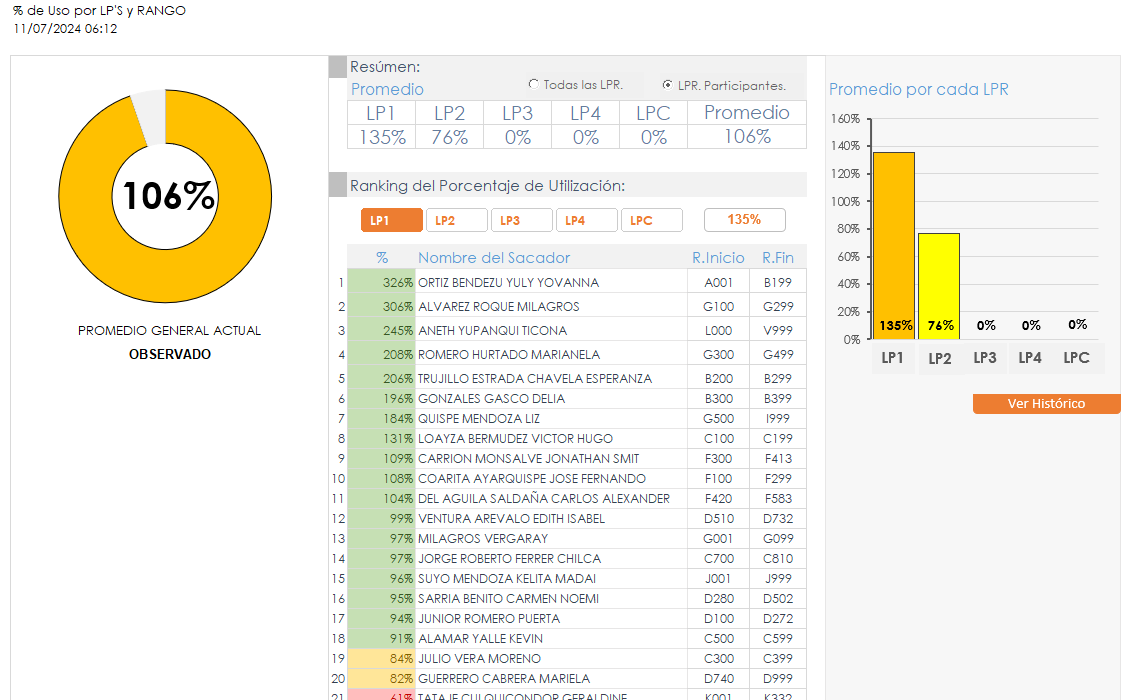 % de Uso por LP'S y RANGO
11/07/2024 06:12
106%
PROMEDIO GENERAL ACTUAL
OBSERVADO
Resúmen:
Promedio
Todas las LPR.
LPR. Participantes.
LP1 LP2 LP3 LP4 LPC Promedio
135% 76% 0% 0% 0% 106%
Ranking del Porcentaje de Utilización:
LP1 LP2 LP3 LP4 LPC 135%
% Nombre del Sacador R.Inicio R.Fin
1 326% ORTIZ BENDEZU YULY YOVANNA A001 B199
2 306% ALVAREZ ROQUE MILAGROS G100 G299
3 245% ANETH YUPANQUI TICONA L000 V999
4 208% ROMERO HURTADO MARIANELA G300 G499
5 206% TRUJILLO ESTRADA CHAVELA ESPERANZA B200 B299
6 196% GONZALES GASCO DELIA B300 B399
7 184% QUISPE MENDOZA LIZ G500 I999
8 131% LOAYZA BERMUDEZ VICTOR HUGO C100 C199
9 109% CARRION MONSALVE JONATHAN SMIT F300 F413
10 108% COARITA AYARQUISPE JOSE FERNANDO F100 F299
11 104% DEL AGUILA SALDAÑA CARLOS ALEXANDER F420 F583
12 99% VENTURA AREVALO EDITH ISABEL D510 D732
13 97% MILAGROS VERGARAY G001 G099
14 97% JORGE ROBERTO FERRER CHILCA C700 C810
15 96% SUYO MENDOZA KELITA MADAI J001 J999
16 95% SARRIA BENITO CARMEN NOEMI D280 D502
17 94% JUNIOR ROMERO PUERTA D100 D272
18 91% ALAMAR YALLE KEVIN C500 C599
19 84% JULIO VERA MORENO C300 C399
20 82% GUERRERO CABRERA MARIELA D740 D999
21 61% TATAJE CULQUICONDOR GERALDINE K001 K332
Promedio por cada LPR
160%
140%
120%
100%
80%
60%
40%
20%
0%
135% 76% 0% 0% 0%
LP1 LP2 LP3 LP4 LPC
Ver Histórico